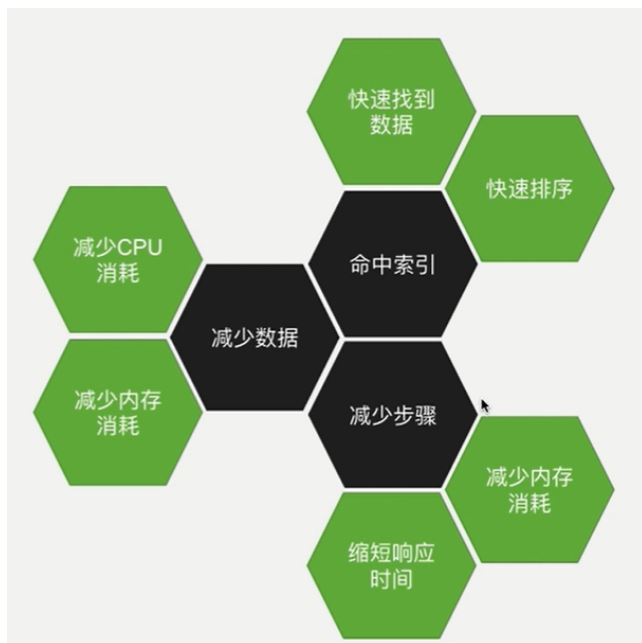 快速找到
数据
快速排序
减少CPU
消耗
命中索引
减少数据
减少内存
消耗
减少步骤
减少内存
消耗
缩短响应
时间